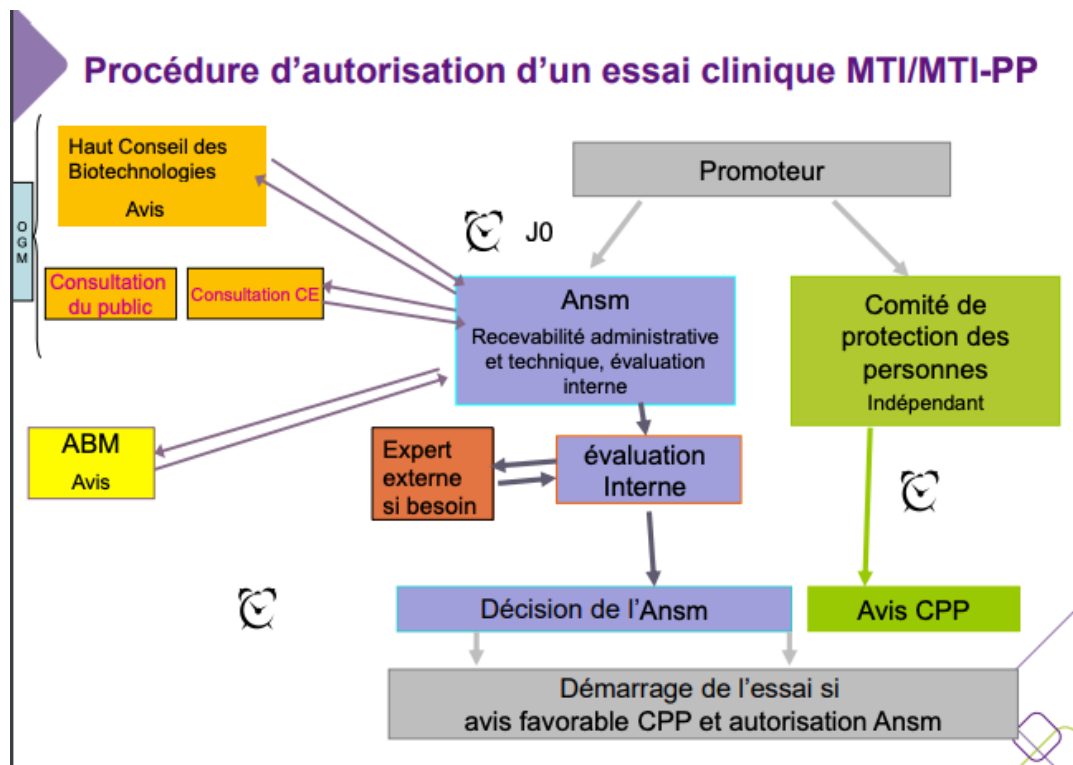 Procédure d’autorisation d’un essai clinique MTI/MTI-PP
OGM
Haut Conseil des
Biotechnologies
Avis
Promoteur
J0
Consultation
du public
Consultation CE
Ansm
Recevabilité administrative
et technique, évaluation
interne
Comité de
protection des
personnes
Indépendant
ABM
Avis
Expert
externe
si besoin
évaluation
Interne
Décision de l’Ansm
Avis CPP
Démarrage de l’essai si
avis favorable CPP et autorisation Ansm